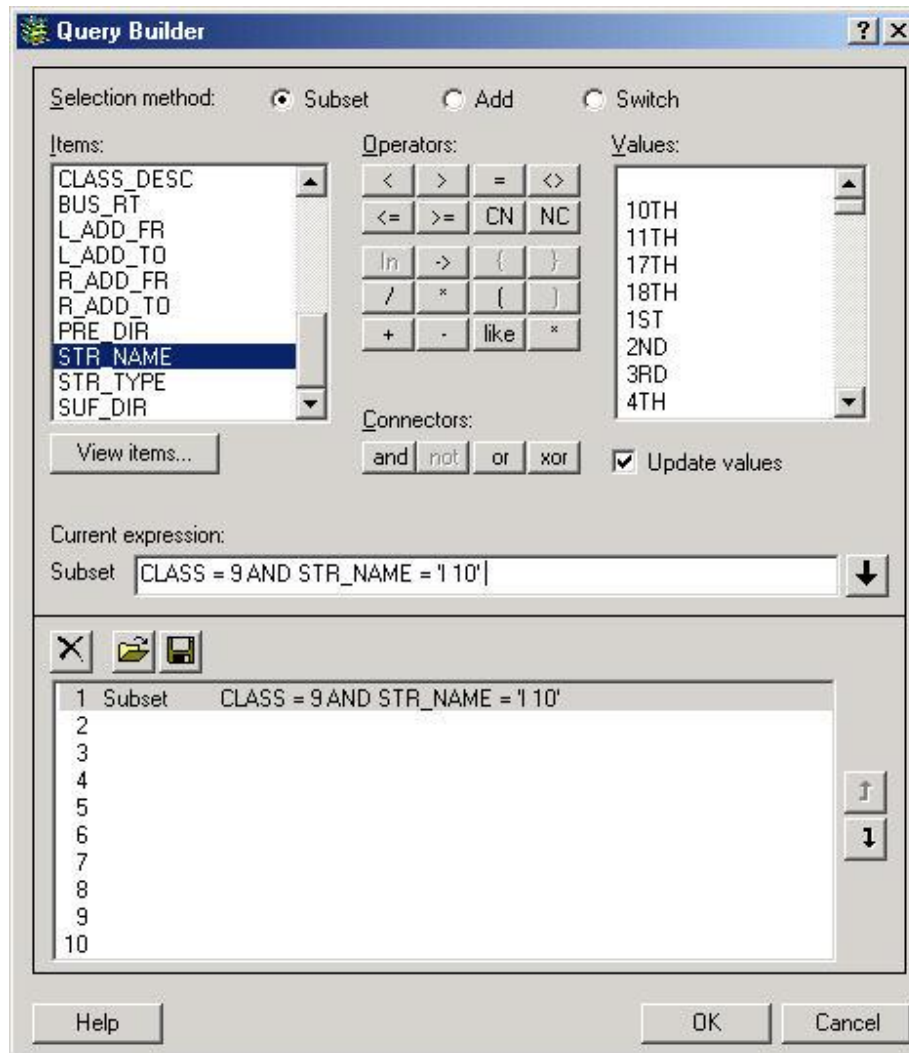 Query Builder
Selection method: Subset Add Switch
Items: Operators: Values:
CLASS_DESC
BUS_RT
L_ADD_FR
L_ADD_TO
R_ADD_FR
R_ADD_TO
PRE_DIR
STR_NAME
STR_TYPE
SUF_DIR
View items...
< > = <>
<= >= CN NC
In -> { }
/ * ( )
+ - like *
Connectors:
and not or xor
10TH
11TH
17TH
18TH
1ST
2ND
3RD
4TH
Update values
Current expression:
Subset CLASS = 9 AND STR_NAME = 'I 10'
1 Subset CLASS = 9 AND STR_NAME = 'I 10'
2
3
4
5
6
7
8
9
10
Help OK Cancel